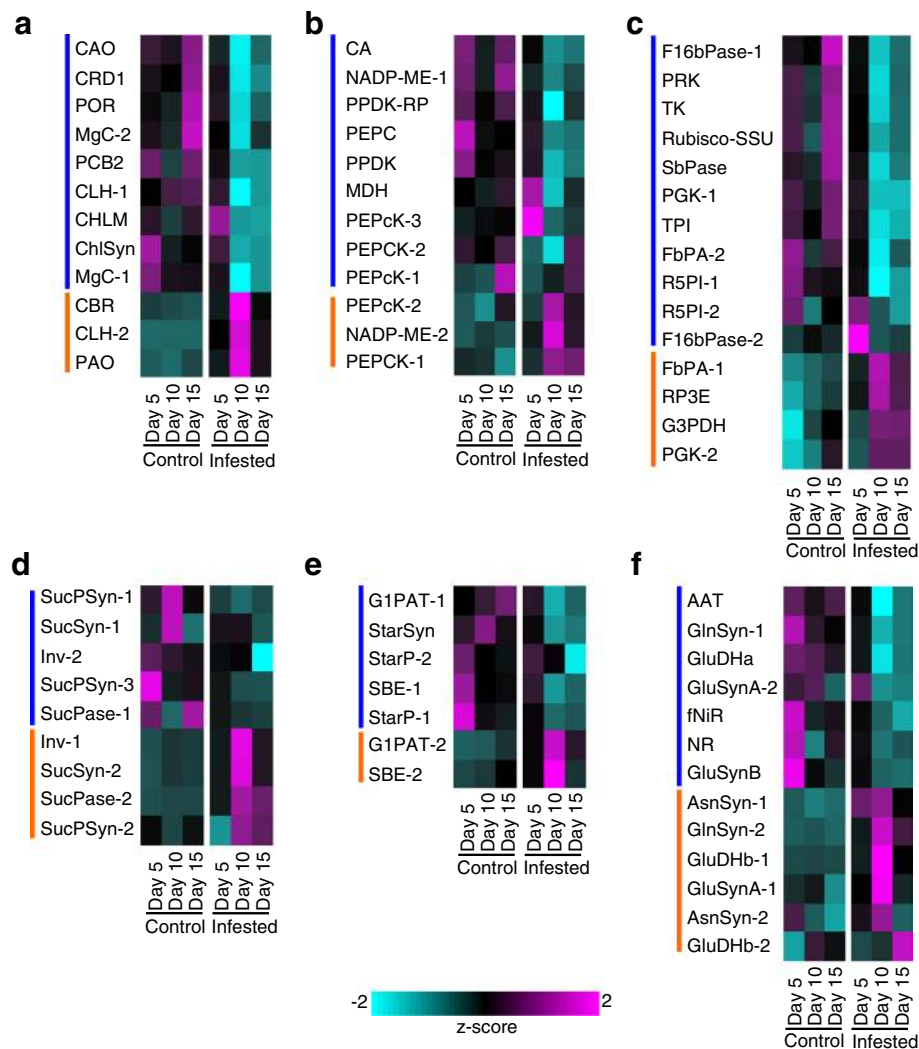 a
CAO
CRD1
POR
MgC-2
PCB2
CLH-1
CHLM
ChlSyn
MgC-1
CBR
CLH-2
PAO
Day 5
Day 10
Day 15
Day 5
Day 10
Day 15
Control
Infested
b
CA
NADP-ME-1
PPDK-RP
PEPC
PPDK
MDH
PEPcK-3
PEPCK-2
PEPcK-1
PEPcK-2
NADP-ME-2
PEPCK-1
Day 5
Day 10
Day 15
Day 5
Day 10
Day 15
Control
Infested
c
F16bPase-1
PRK
TK
Rubisco-SSU
SbPase
PGK-1
TPI
FbPA-2
R5PI-1
R5PI-2
F16bPase-2
FbPA-1
RP3E
G3PDH
PGK-2
Day 5
Day 10
Day 15
Day 5
Day 10
Day 15
Control
Infested
d
SucPSyn-1
SucSyn-1
Inv-2
SucPSyn-3
SucPase-1
Inv-1
SucSyn-2
SucPase-2
SucPSyn-2
Day 5
Day 10
Day 15
Day 5
Day 10
Day 15
Control
Infested
e
G1PAT-1
StarSyn
StarP-2
SBE-1
StarP-1
G1PAT-2
SBE-2
Day 5
Day 10
Day 15
Day 5
Day 10
Day 15
Control
Infested
f
AAT
GlnSyn-1
GluDHa
GluSynA-2
fNiR
NR
GluSynB
AsnSyn-1
GlnSyn-2
GluDHb-1
GluSynA-1
AsnSyn-2
GluDHb-2
Day 5
Day 10
Day 15
Day 5
Day 10
Day 15
Control
Infested
-2
2
z-score